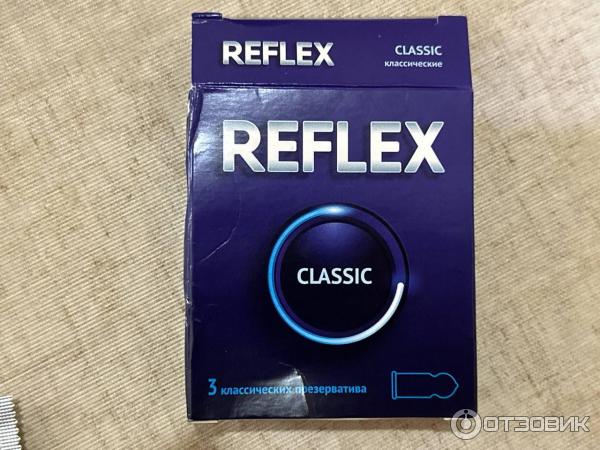 REFLEX
CLASSIC
классические
REFLEX
CLASSIC
3 классических презерватива
ОТЗОВИК